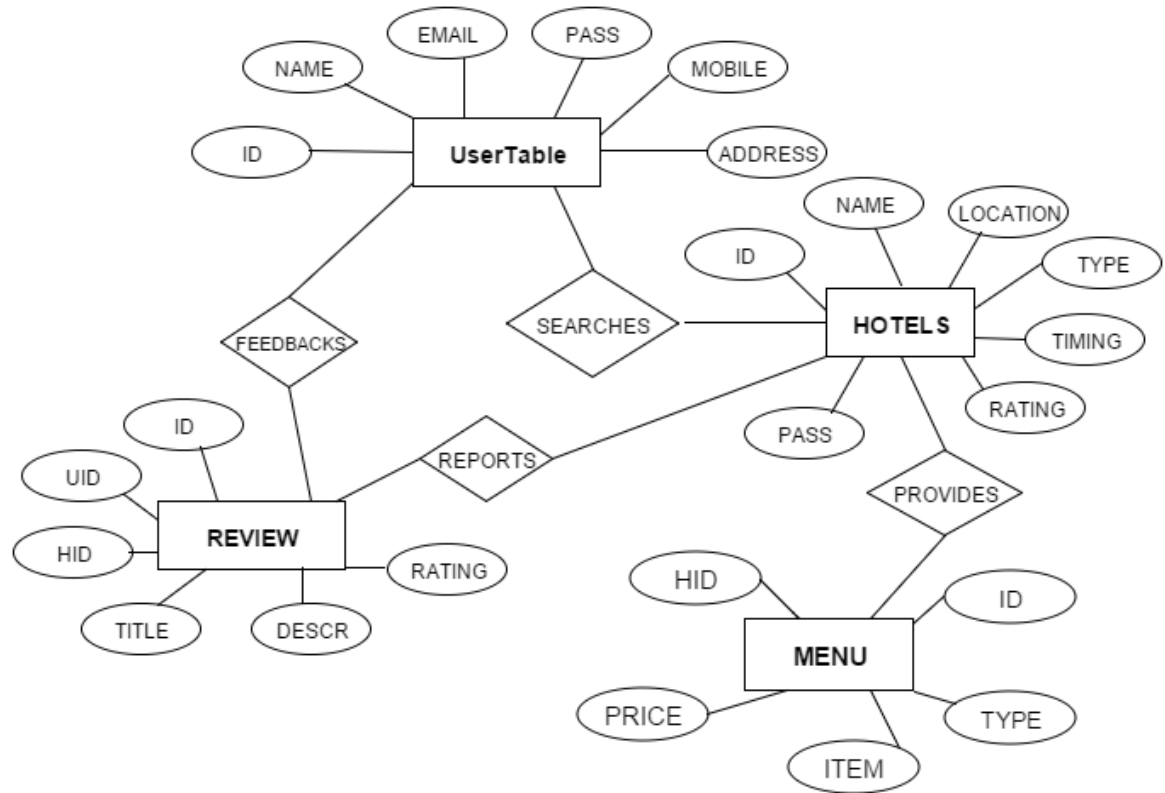 EMAIL
PASS
NAME
MOBILE
ID
UserTable
ADDRESS
NAME
LOCATION
ID
TYPE
SEARCHES
HOTELS
FEEDBACKS
TIMING
RATING
PASS
ID
REPORTS
UID
PROVIDES
REVIEW
HID
RATING
TITLE
DESCR
HID
ID
MENU
PRICE
TYPE
ITEM